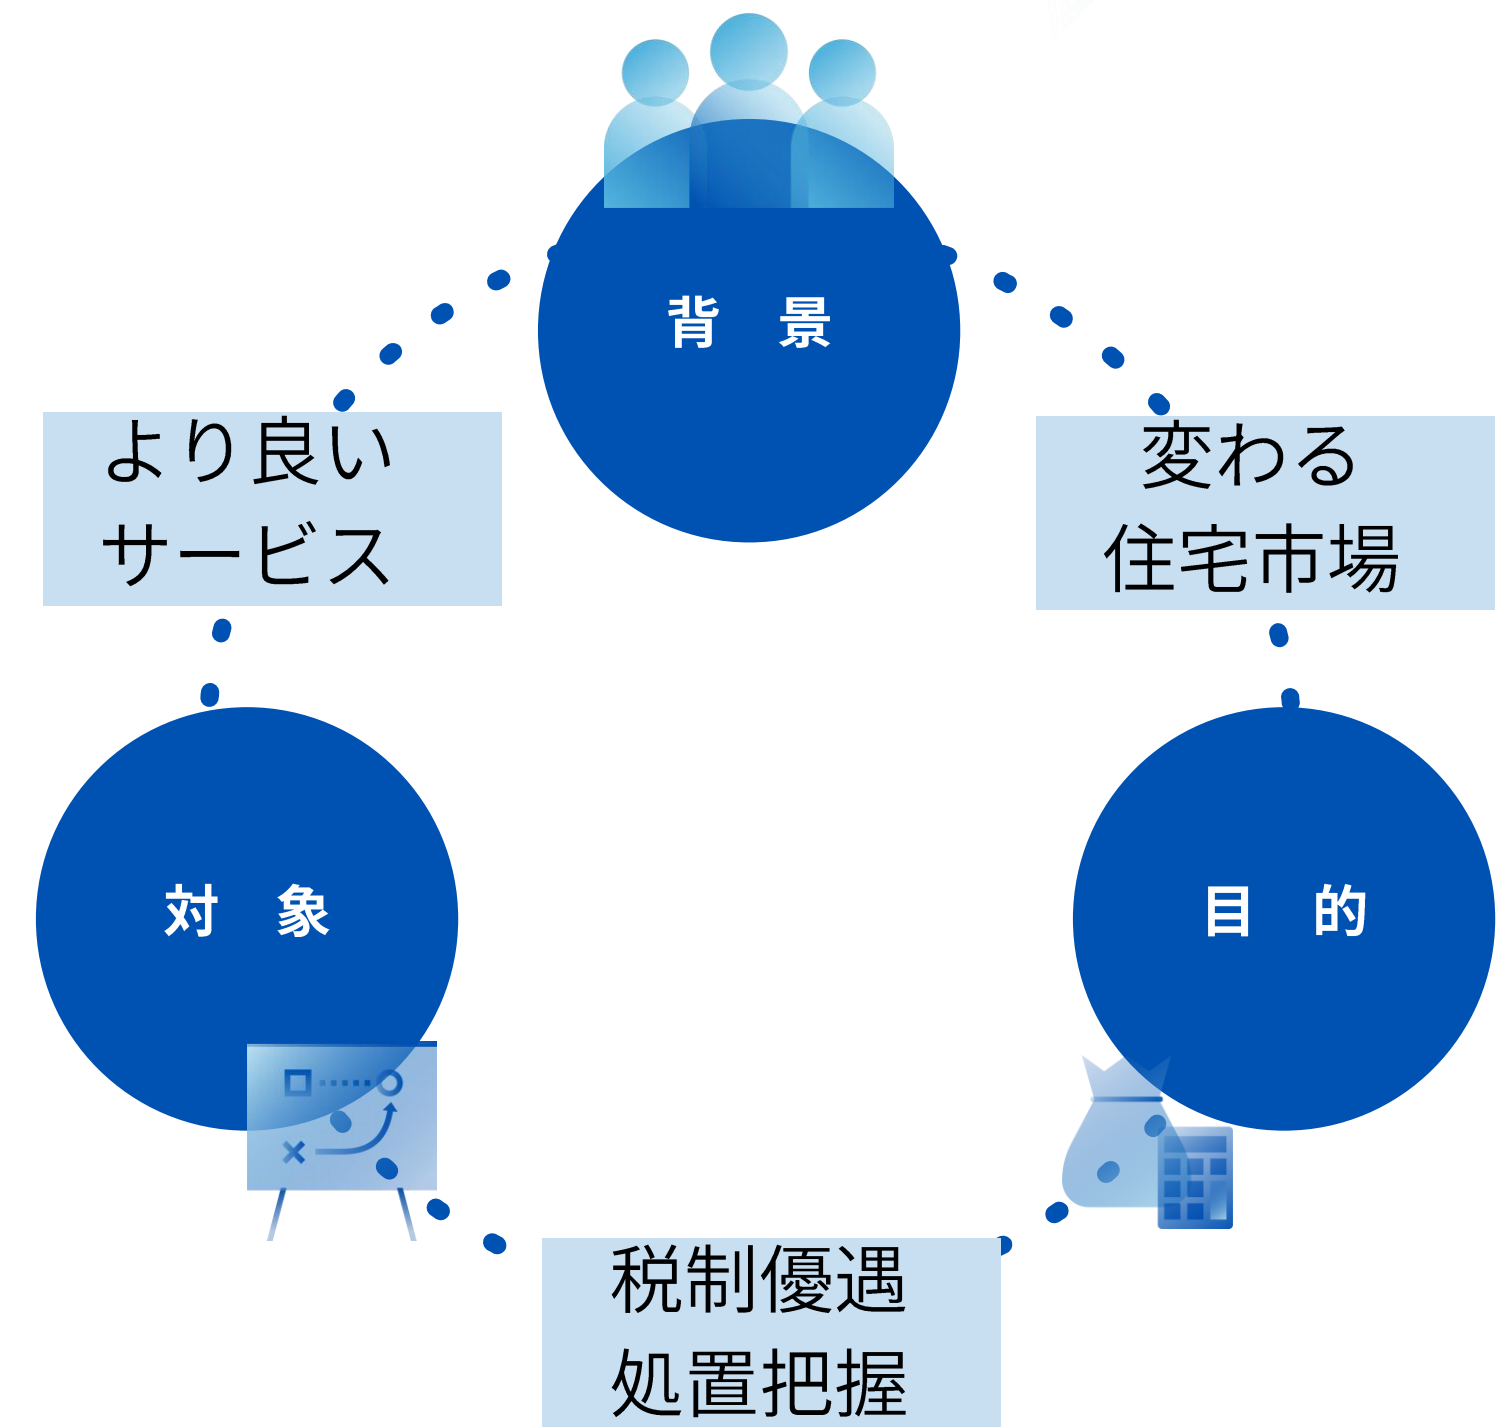 背　景
より良い
サービス
変わる
住宅市場
対　象
目　的
税制優遇
処置把握